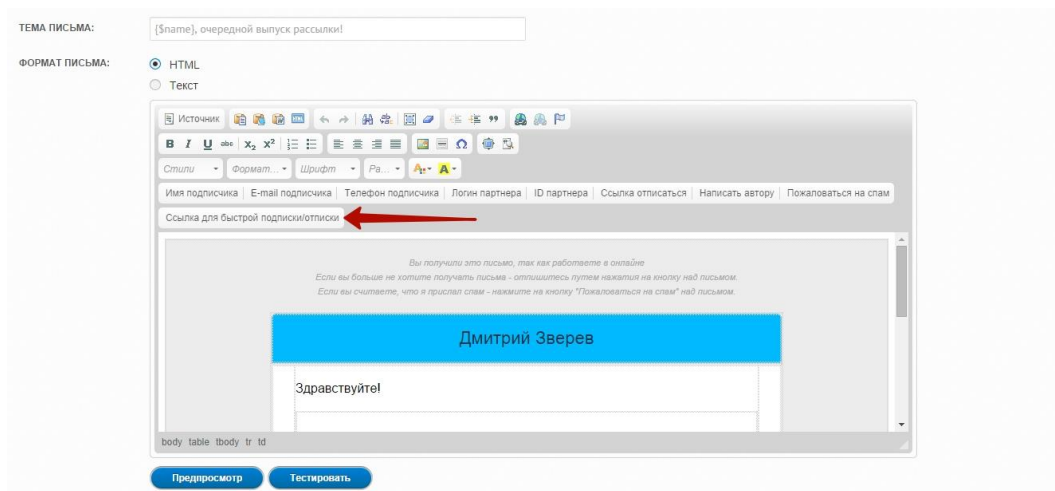 ТЕМА ПИСЬМА:
{$name}, очередной выпуск рассылки!
ФОРМАТ ПИСЬМА:
HTML
Текст
Источник
B I U abc x₂ x²
Стили Формат... Шрифт Ра... A A
Имя подписчика E-mail подписчика Телефон подписчика Логин партнера ID партнера Ссылка отписаться Написать автору Пожаловаться на спам
Ссылка для быстрой подписки/отписки
Вы получили это письмо, так как работаете в онлайне
Если вы больше не хотите получать письма - отпишитесь путем нажатия на кнопку над письмом.
Если вы считаете, что я прислал спам - нажмите на кнопку "Пожаловаться на спам" над письмом.
Дмитрий Зверев
Здравствуйте!
body table tbody tr td
Предпросмотр Тестировать